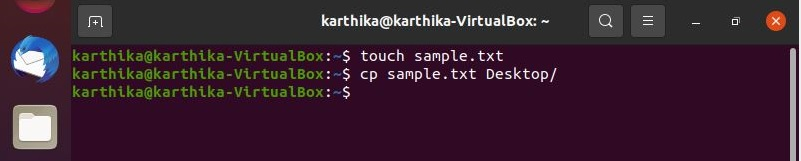 karthika@karthika-VirtualBox: ~
karthika@karthika-VirtualBox:~$ touch sample.txt
karthika@karthika-VirtualBox:~$ cp sample.txt Desktop/
karthika@karthika-VirtualBox:~$